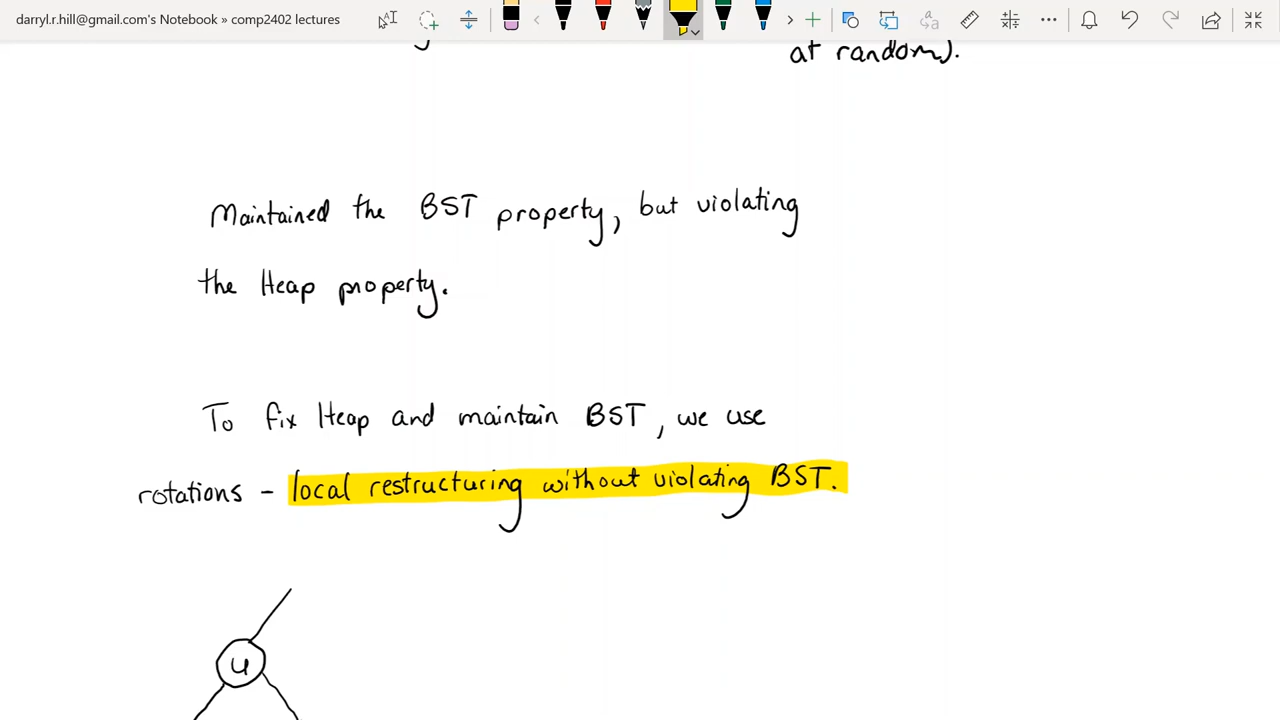 darryl.r.hill@gmail.com's Notebook » comp2402 lectures
at random).
Maintained the BST property, but violating
the Heap property.
To fix Heap and maintain BST, we use
rotations - local restructuring without violating BST.
u